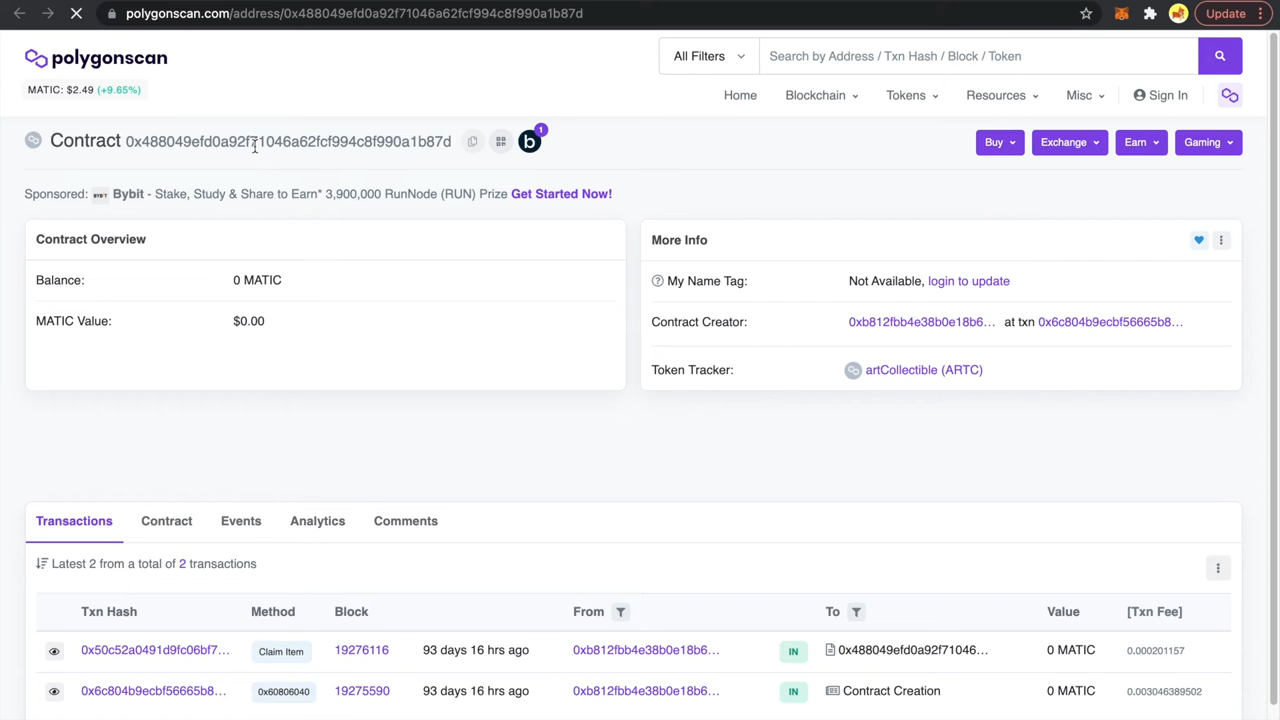 polygonscan.com/address/0x488049efd0a92f71046a62fcf994c8f990a1b87d
Update
polygonscan
All Filters
Search by Address / Txn Hash / Block / Token
MATIC: $2.49 (+9.65%)
Home Blockchain Tokens Resources Misc Sign In
Contract 0x488049efd0a92f71046a62fcf994c8f990a1b87d
b 1
Buy Exchange Earn Gaming
Sponsored: BYBIT Bybit - Stake, Study & Share to Earn* 3,900,000 RunNode (RUN) Prize Get Started Now!
Contract Overview
Balance: 0 MATIC
MATIC Value: $0.00
More Info
My Name Tag: Not Available, login to update
Contract Creator: 0xb812fbb4e38b0e18b6... at txn 0x6c804b9ecbf56665b8...
Token Tracker: artCollectible (ARTC)
Transactions Contract Events Analytics Comments
Latest 2 from a total of 2 transactions
Txn Hash Method Block From To Value [Txn Fee]
0x50c52a0491d9fc06bf7... Claim Item 19276116 93 days 16 hrs ago 0xb812fbb4e38b0e18b6... IN 0x488049efd0a92f71046... 0 MATIC 0.000201157
0x6c804b9ecbf56665b8... 0x60806040 19275590 93 days 16 hrs ago 0xb812fbb4e38b0e18b6... IN Contract Creation 0 MATIC 0.003046389502